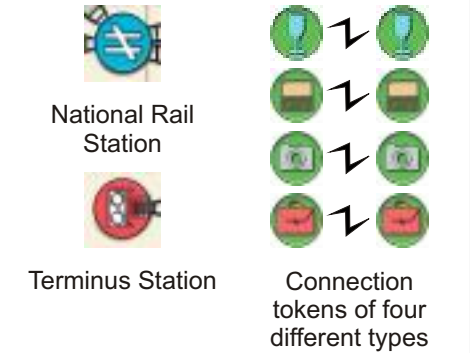 National Rail
Station
Terminus Station
Connection
tokens of four
different types